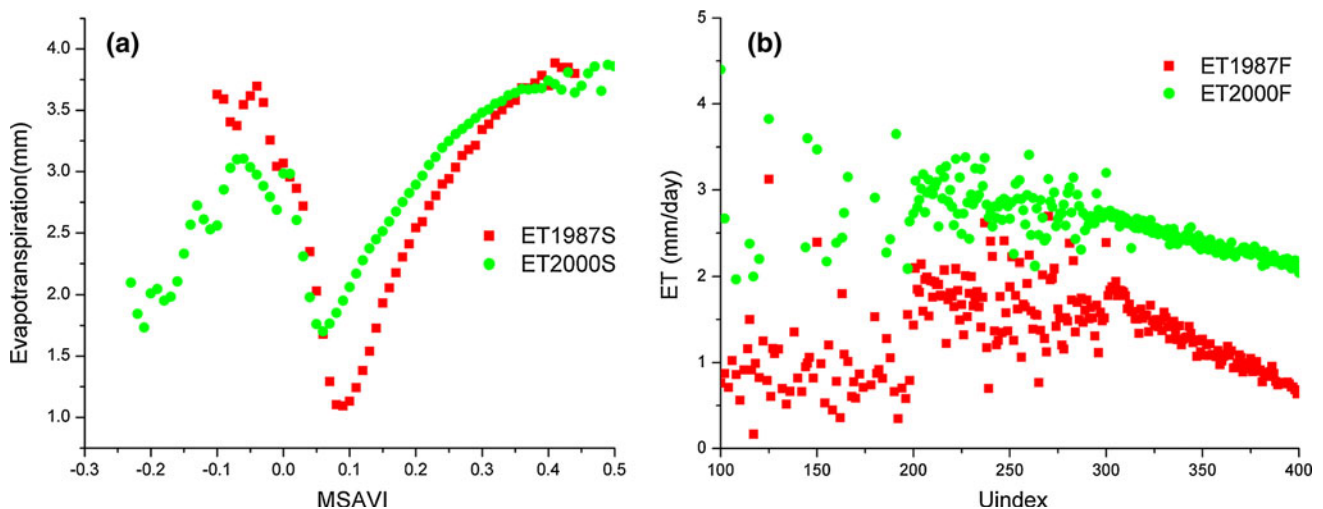 (a)
Evapotranspiration(mm)
4.0
3.5
3.0
2.5
2.0
1.5
1.0
ET1987S
ET2000S
-0.3 -0.2 -0.1 0.0 0.1 0.2 0.3 0.4 0.5
MSAVI
(b)
ET (mm/day)
5
4
3
2
1
0
ET1987F
ET2000F
100 150 200 250 300 350 400
Uindex